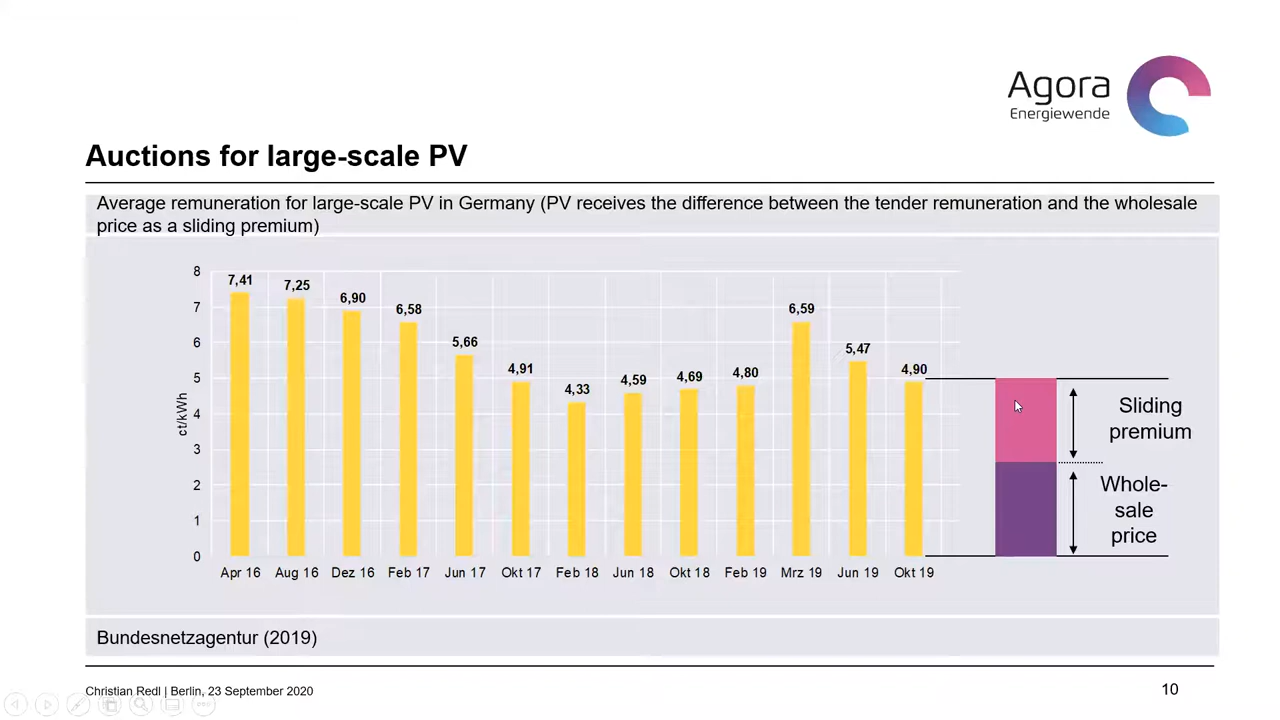 Agora
Energiewende
Auctions for large-scale PV
Average remuneration for large-scale PV in Germany (PV receives the difference between the tender remuneration and the wholesale
price as a sliding premium)
8
7
6
5
4
3
2
1
0
ct/kWh
7,41
7,25
6,90
6,58
5,66
4,91
4,33
4,59
4,69
4,80
6,59
5,47
4,90
Apr 16
Aug 16
Dez 16
Feb 17
Jun 17
Okt 17
Feb 18
Jun 18
Okt 18
Feb 19
Mrz 19
Jun 19
Okt 19
Sliding
premium
Whole-
sale
price
Bundesnetzagentur (2019)
Christian Redl | Berlin, 23 September 2020
10